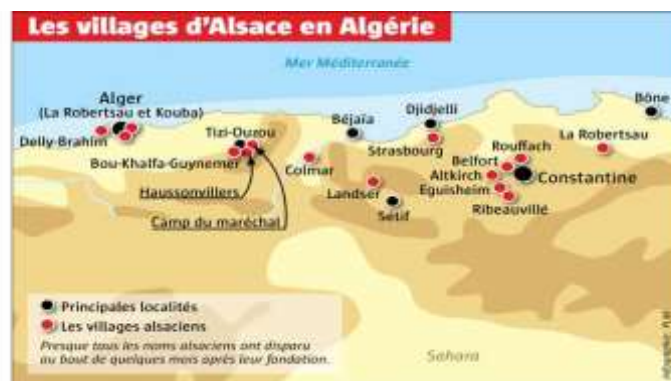 Les villages d'Alsace en Algérie
Mer Méditerranée
Alger
(La Robertsau et Kouba)
Delly-Brahim
Tizi-Ouzou
Bou-Khalfa-Guynemer
Haussonvillers
Camp du maréchal
Béjaïa
Colmar
Djidjelli
Strasbourg
Landser
Sétif
Bône
La Robertsau
Rouffach
Belfort
Altkirch
Constantine
Eguisheim
Ribeauvillé
Principales localités
Les villages alsaciens
Presque tous les noms alsaciens ont disparu
au bout de quelques mois après leur fondation.
Sahara